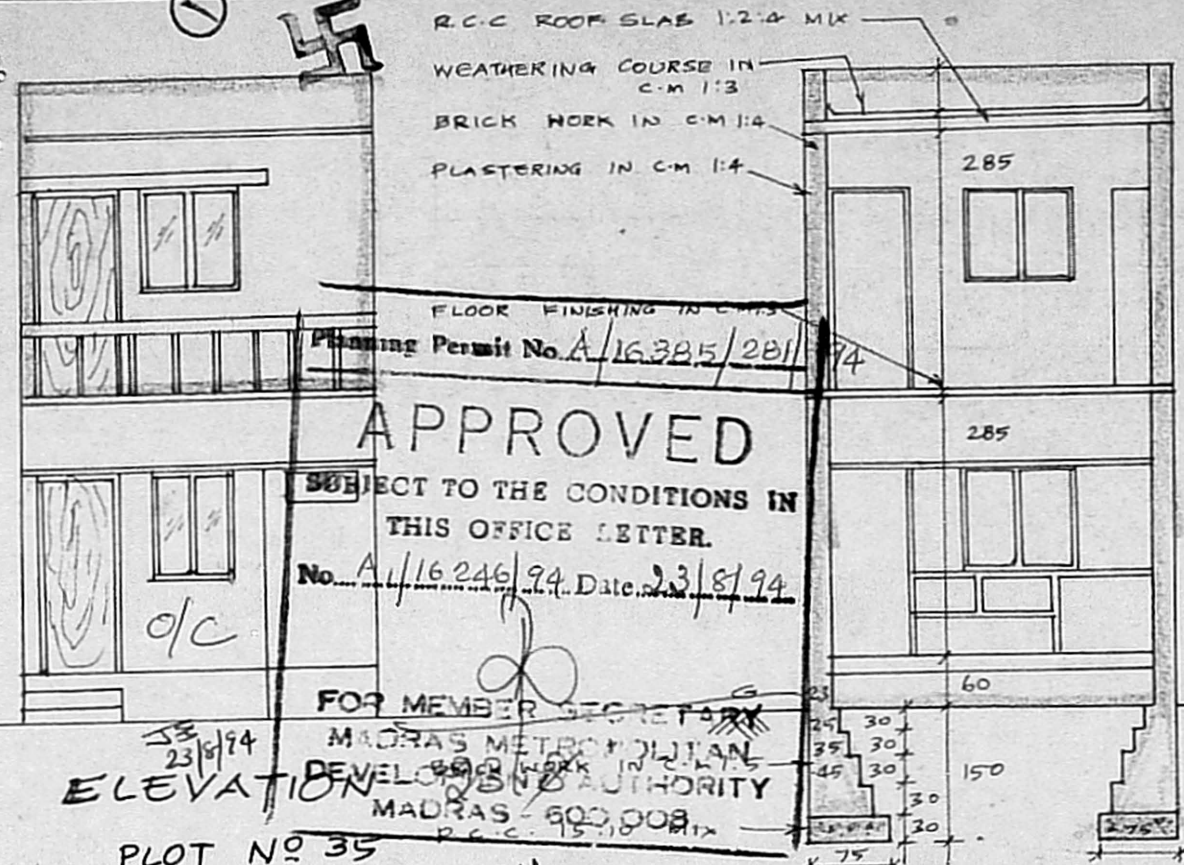 R.C.C ROOF SLAB 1:2:4 MIX
WEATHERING COURSE IN
C.M 1:3
BRICK WORK IN C.M 1:4
PLASTERING IN C.M 1:4
285
FLOOR FINISHING IN
Planning Permit No. A/16385/281/94
APPROVED
285
SUBJECT TO THE CONDITIONS IN
THIS OFFICE LETTER.
No. A/16246/94 Date 23/8/94
O/C
60
FOR MEMBER SECRETARY
23/8/94
MADRAS METROPOLITAN
DEVELOPMENT AUTHORITY
MADRAS - 600,008
ELEVATION
PLOT Nº 35
25 30
35 30
45 30
30
30
150
75